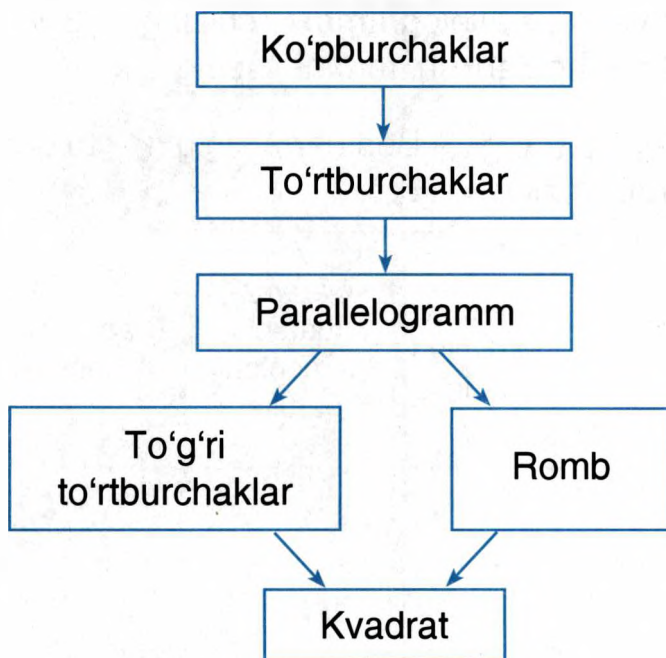 Ko‘pburchaklar
To‘rtburchaklar
Parallelogramm
To‘g‘ri
to‘rtburchaklar
Romb
Kvadrat